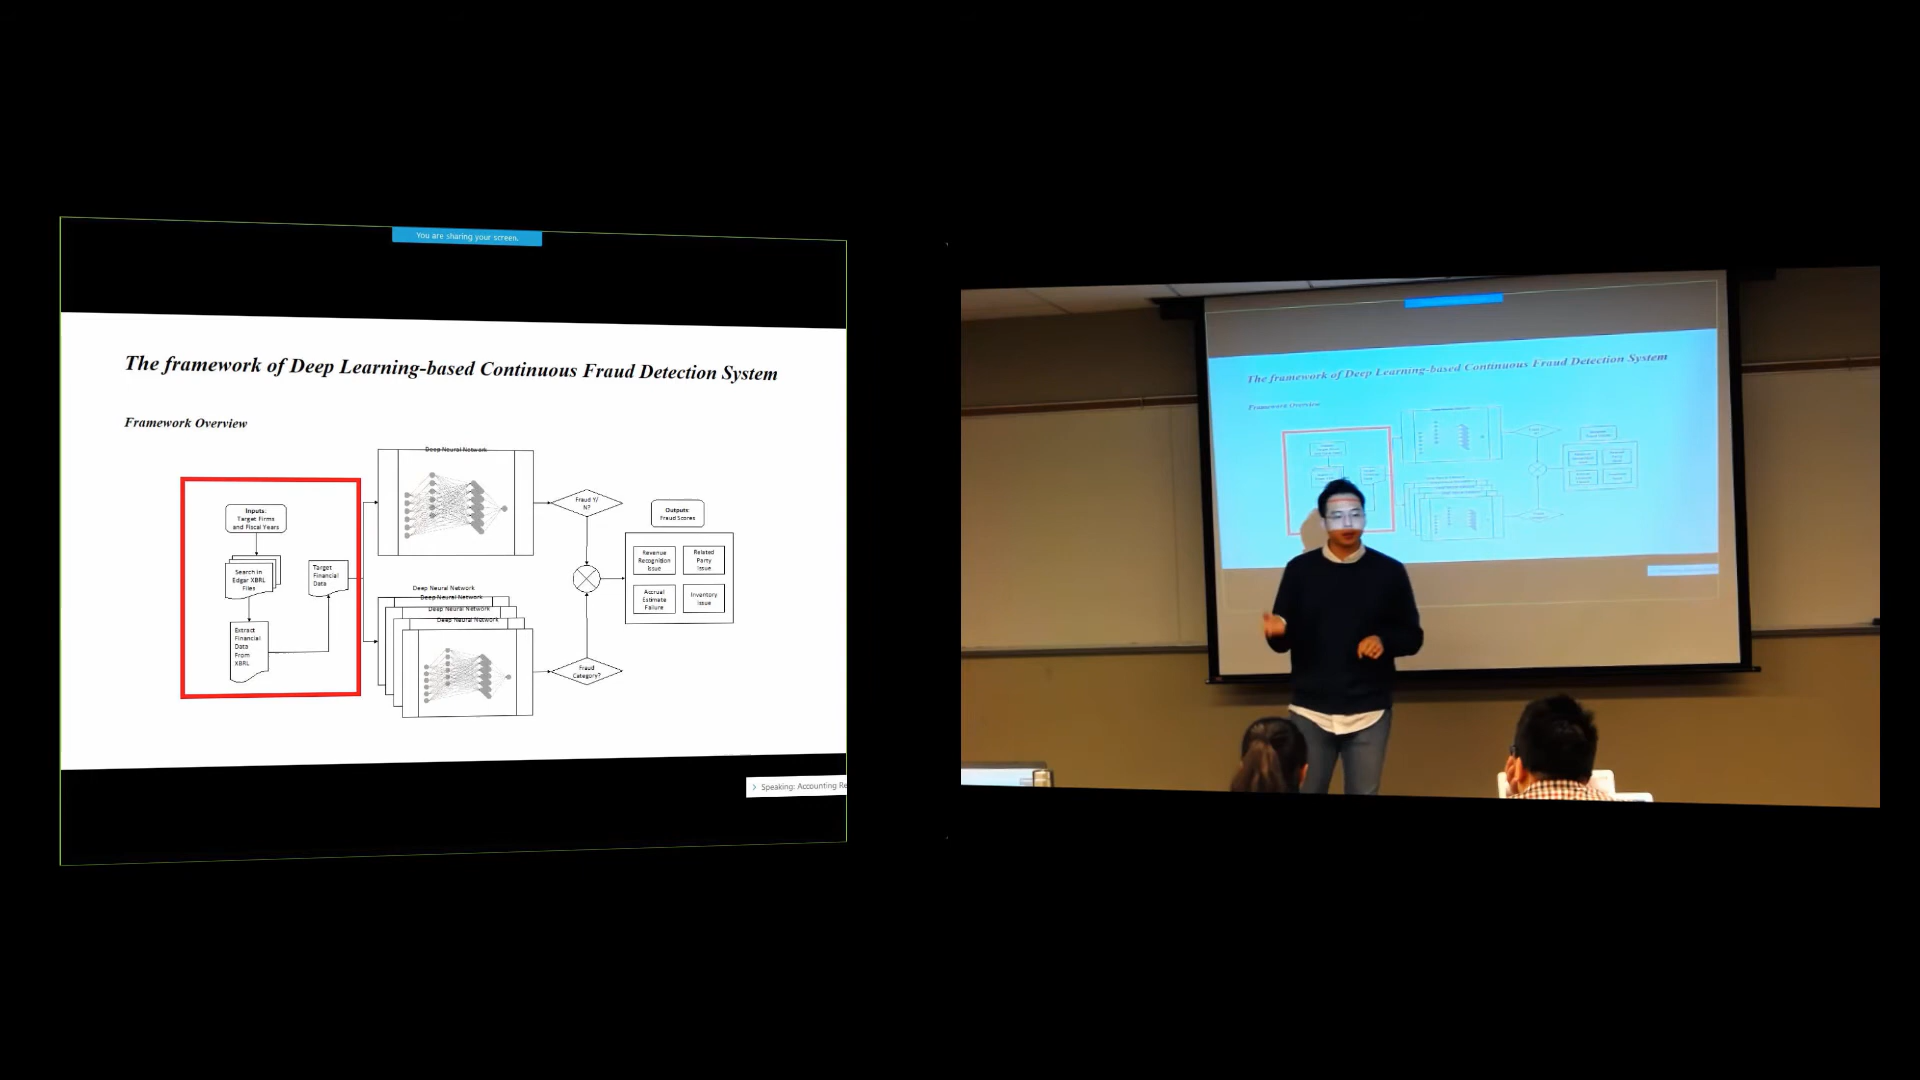 You are sharing your screen.
The framework of Deep Learning-based Continuous Fraud Detection System
Framework Overview
Deep Neural Network
Inputs:
Target Firms
and Fiscal Years
Search in
Edgar XBRL
Files
Extract
Financial
Data
From
XBRL
Target
Financial
Data
Deep Neural Network
Deep Neural Network
Deep Neural Network
Deep Neural Network
Fraud Y/
N?
Fraud
Category?
Outputs:
Fraud Scores
Revenue
Recognition
Issue
Related
Party
Issue
Accrual
Estimate
Failure
Inventory
Issue
Speaking: Accounting Re
The framework of Deep Learning-based Continuous Fraud Detection System
Framework Overview